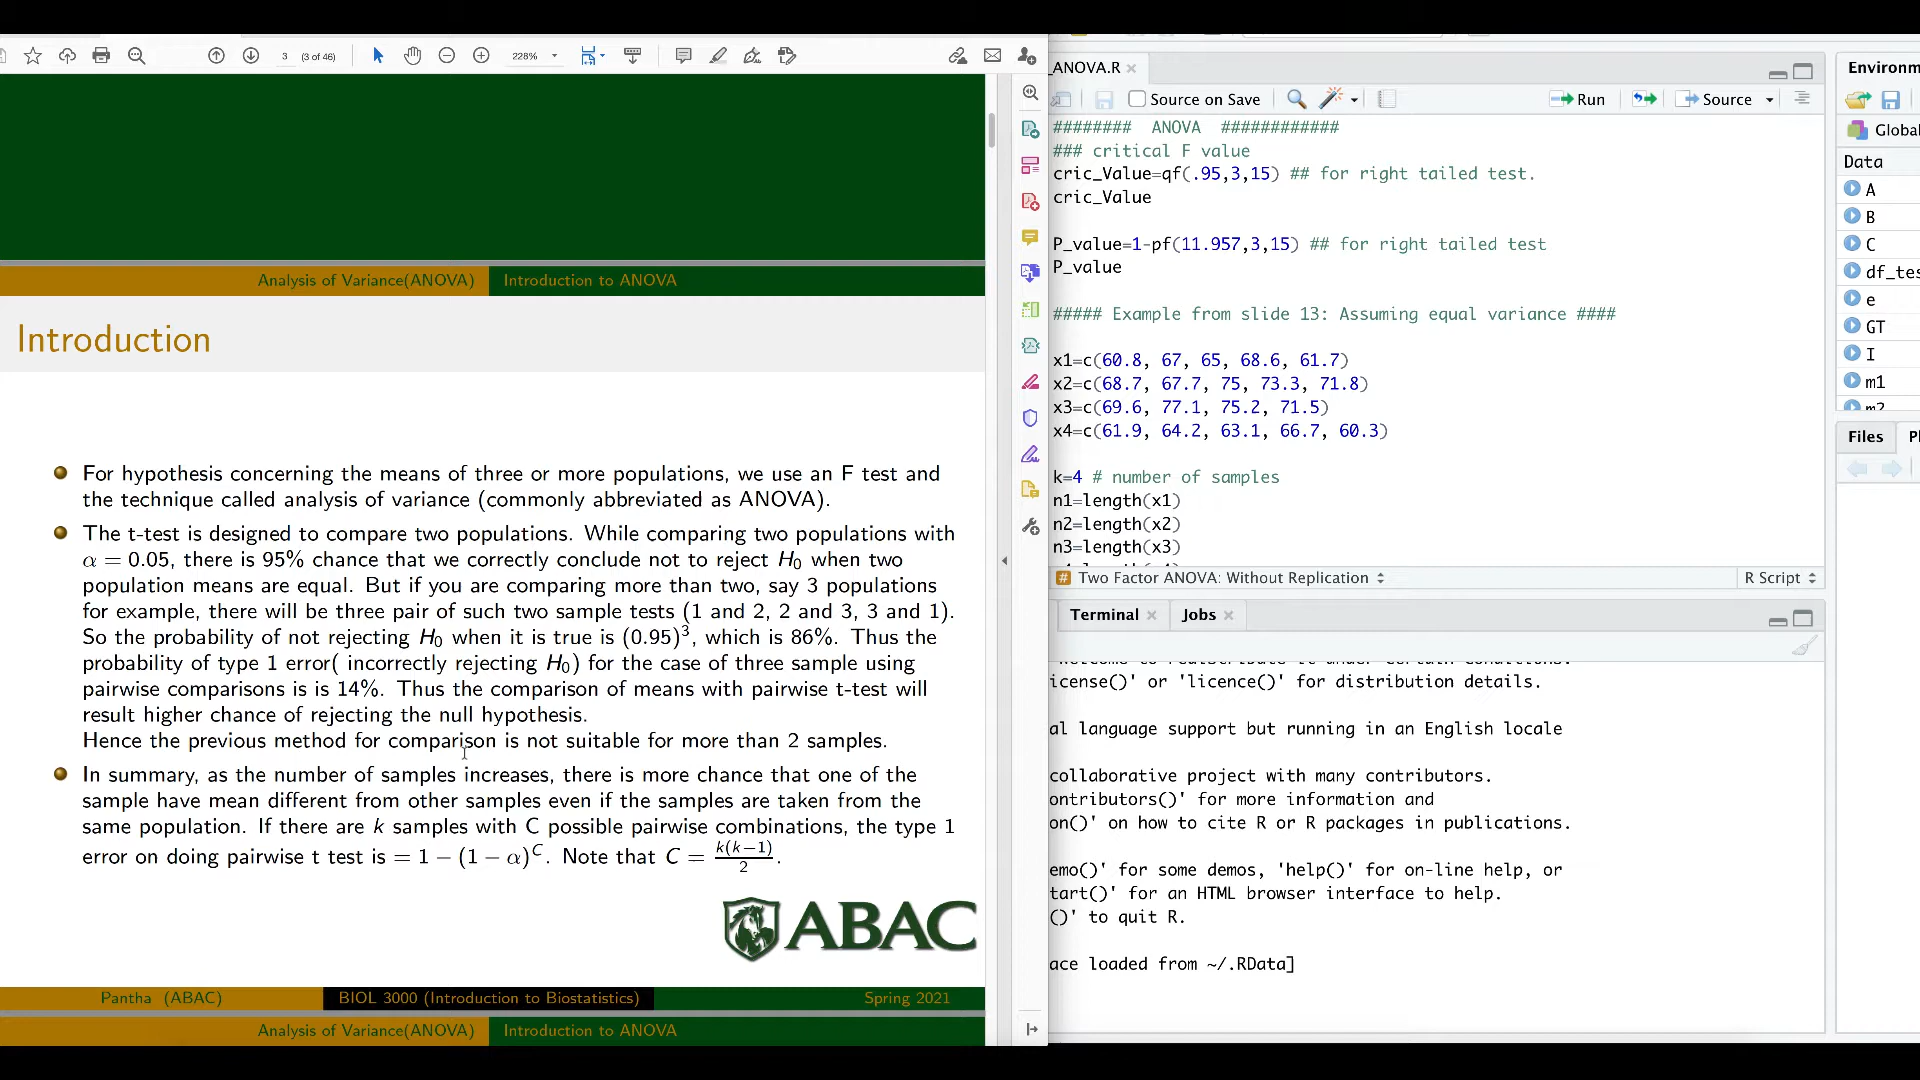 3 (3 of 46) 228%
Analysis of Variance(ANOVA) Introduction to ANOVA
Introduction
For hypothesis concerning the means of three or more populations, we use an F test and
the technique called analysis of variance (commonly abbreviated as ANOVA).
The t-test is designed to compare two populations. While comparing two populations with
α = 0.05, there is 95% chance that we correctly conclude not to reject H₀ when two
population means are equal. But if you are comparing more than two, say 3 populations
for example, there will be three pair of such two sample tests (1 and 2, 2 and 3, 3 and 1).
So the probability of not rejecting H₀ when it is true is (0.95)³, which is 86%. Thus the
probability of type 1 error( incorrectly rejecting H₀) for the case of three sample using
pairwise comparisons is is 14%. Thus the comparison of means with pairwise t-test will
result higher chance of rejecting the null hypothesis.
Hence the previous method for comparison is not suitable for more than 2 samples.
In summary, as the number of samples increases, there is more chance that one of the
sample have mean different from other samples even if the samples are taken from the
same population. If there are k samples with C possible pairwise combinations, the type 1
error on doing pairwise t test is = 1 − (1 − α)^C. Note that C = k(k−1)/2.
ABAC
Pantha (ABAC) BIOL 3000 (Introduction to Biostatistics) Spring 2021
Analysis of Variance(ANOVA) Introduction to ANOVA
_ANOVA.R
Source on Save Run Source
######## ANOVA ############
### critical F value
cric_Value=qf(.95,3,15) ## for right tailed test.
cric_Value
P_value=1-pf(11.957,3,15) ## for right tailed test
P_value
##### Example from slide 13: Assuming equal variance ####
x1=c(60.8, 67, 65, 68.6, 61.7)
x2=c(68.7, 67.7, 75, 73.3, 71.8)
x3=c(69.6, 77.1, 75.2, 71.5)
x4=c(61.9, 64.2, 63.1, 66.7, 60.3)
k=4 # number of samples
n1=length(x1)
n2=length(x2)
n3=length(x3)
# Two Factor ANOVA: Without Replication R Script
Terminal Jobs
icense()' or 'licence()' for distribution details.
al language support but running in an English locale
collaborative project with many contributors.
ontributors()' for more information and
on()' on how to cite R or R packages in publications.
emo()' for some demos, 'help()' for on-line help, or
tart()' for an HTML browser interface to help.
()' to quit R.
ace loaded from ~/.RData]
Environm
Global
Data
A
B
C
df_tes
e
GT
I
m1
m2
Files